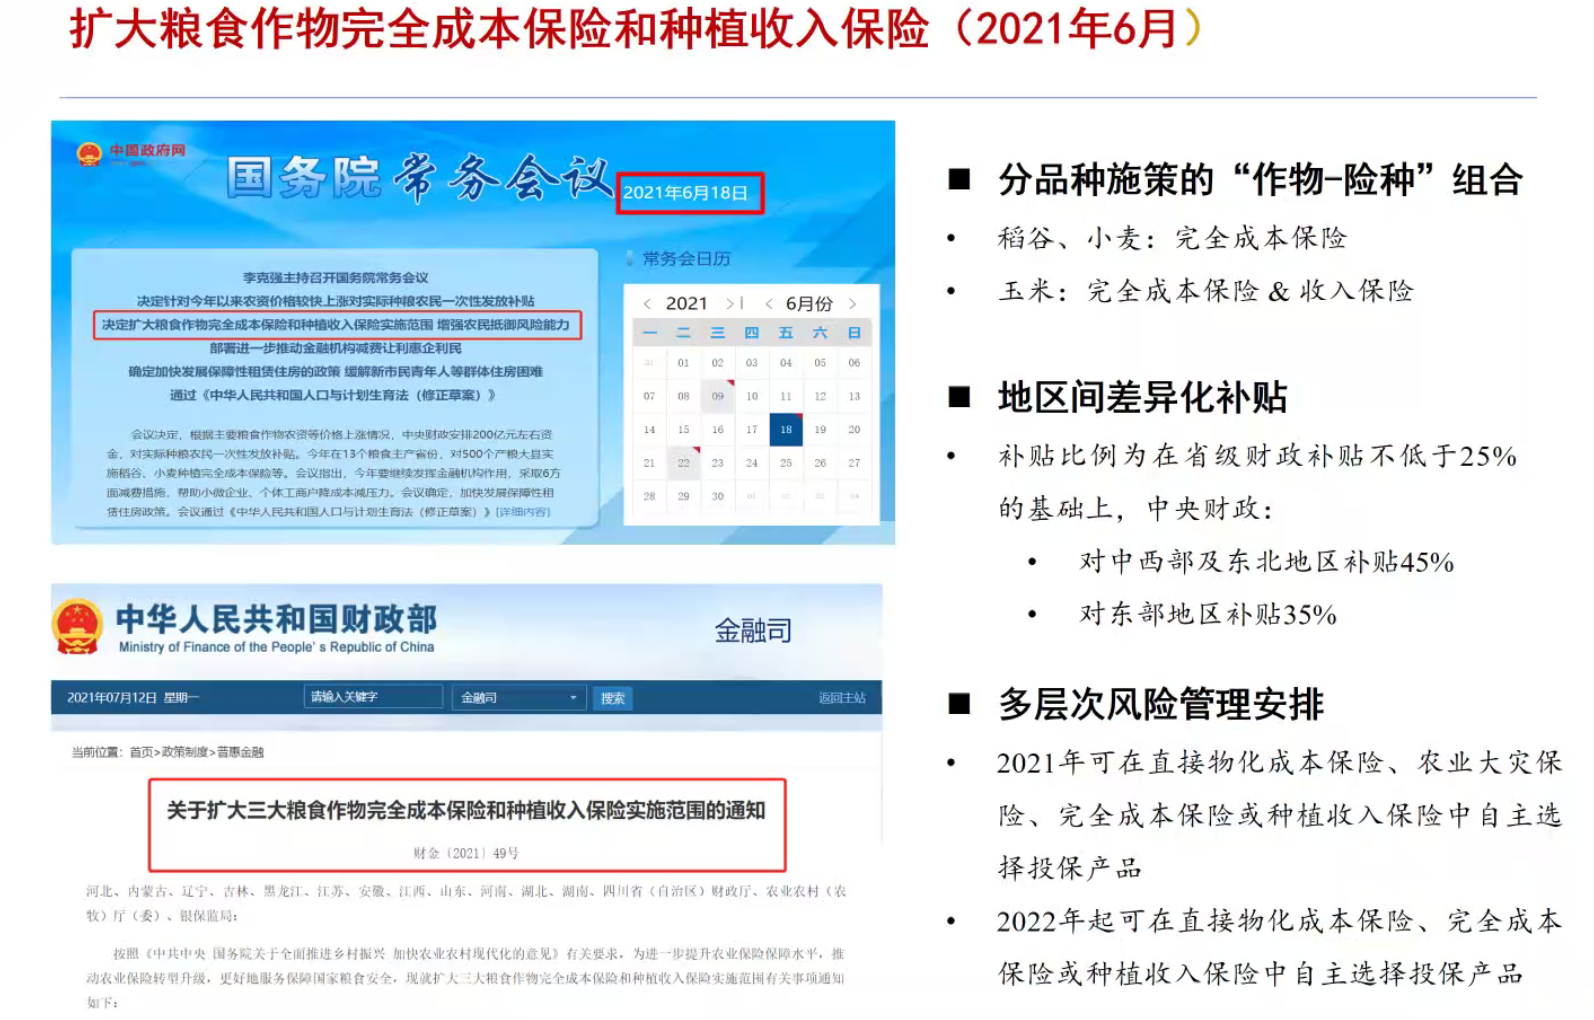 扩大粮食作物完全成本保险和种植收入保险（2021年6月）
中国政府网
国务院常务会议
2021年6月18日
李克强主持召开国务院常务会议
决定针对今年以来农资价格较快上涨对实际种粮农民一次性发放补贴
决定扩大粮食作物完全成本保险和种植收入保险实施范围 增强农民抵御风险能力
部署进一步推动金融机构减费让利惠企利民
确定加快发展保障性租赁住房的政策 缓解新市民青年人等群体住房困难
通过《中华人民共和国人口与计划生育法（修正草案）》
会议决定，根据主要粮食作物农资等价格上涨情况，中央财政安排200亿元左右资
金，对实际种粮农民一次性发放补贴。今年在13个粮食主产省份，对500个产粮大县实
施稻谷、小麦种植完全成本保险等。会议指出，今年要继续发挥金融机构作用，采取6方
面减费措施，帮助小微企业、个体工商户降成本减压力。会议确定，加快发展保障性租
赁住房政策。会议通过《中华人民共和国人口与计划生育法（修正草案）》[详细内容]
常务会日历
< 2021 > | < 6月份 >
一 二 三 四 五 六 日
31 01 02 03 04 05 06
07 08 09 10 11 12 13
14 15 16 17 18 19 20
21 22 23 24 25 26 27
28 29 30 01 02 03 04
中华人民共和国财政部
Ministry of Finance of the People' s Republic of China
金融司
2021年07月12日 星期一 请输入关键字 金融司 搜索 返回主站
当前位置：首页>政策制度>普惠金融
关于扩大三大粮食作物完全成本保险和种植收入保险实施范围的通知
财金〔2021〕49号
河北、内蒙古、辽宁、吉林、黑龙江、江苏、安徽、江西、山东、河南、湖北、湖南、四川省（自治区）财政厅、农业农村（农
牧）厅（委）、银保监局：
按照《中共中央 国务院关于全面推进乡村振兴 加快农业农村现代化的意见》有关要求，为进一步提升农业保险保障水平，推
动农业保险转型升级，更好地服务保障国家粮食安全，现就扩大三大粮食作物完全成本保险和种植收入保险实施范围有关事项通知
如下：
■ 分品种施策的“作物-险种”组合
• 稻谷、小麦：完全成本保险
• 玉米：完全成本保险 & 收入保险
■ 地区间差异化补贴
• 补贴比例为在省级财政补贴不低于25%
的基础上，中央财政：
• 对中西部及东北地区补贴45%
• 对东部地区补贴35%
■ 多层次风险管理安排
• 2021年可在直接物化成本保险、农业大灾保
险、完全成本保险或种植收入保险中自主选
择投保产品
• 2022年起可在直接物化成本保险、完全成本
保险或种植收入保险中自主选择投保产品